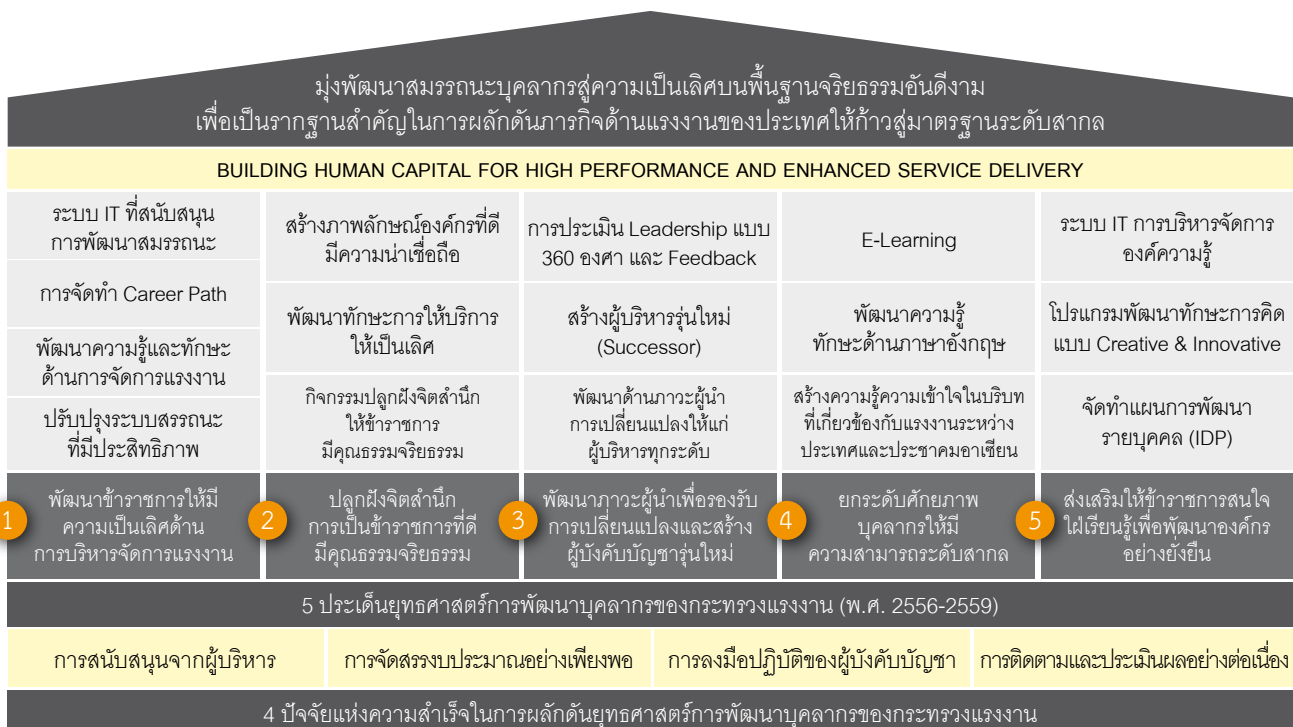 มุ่งพัฒนาสมรรถนะบุคลากรสู่ความเป็นเลิศบนพื้นฐานจริยธรรมอันดีงาม
เพื่อเป็นรากฐานสำคัญในการผลักดันภารกิจด้านแรงงานของประเทศให้ก้าวสู่มาตรฐานระดับสากล
BUILDING HUMAN CAPITAL FOR HIGH PERFORMANCE AND ENHANCED SERVICE DELIVERY
ระบบ IT ที่สนับสนุน
การพัฒนาสมรรถนะ
การจัดทำ Career Path
พัฒนาความรู้และทักษะ
ด้านการจัดการแรงงาน
ปรับปรุงระบบสรรถนะ
ที่มีประสิทธิภาพ
สร้างภาพลักษณ์องค์กรที่ดี
มีความน่าเชื่อถือ
พัฒนาทักษะการให้บริการ
ให้เป็นเลิศ
กิจกรรมปลูกฝังจิตสำนึก
ให้ข้าราชการ
มีคุณธรรมจริยธรรม
การประเมิน Leadership แบบ
360 องศา และ Feedback
สร้างผู้บริหารรุ่นใหม่
(Successor)
พัฒนาด้านภาวะผู้นำ
การเปลี่ยนแปลงให้แก่
ผู้บริหารทุกระดับ
E-Learning
พัฒนาความรู้
ทักษะด้านภาษาอังกฤษ
สร้างความรู้ความเข้าใจในบริบท
ที่เกี่ยวข้องกับแรงงานระหว่าง
ประเทศและประชาคมอาเซียน
ระบบ IT การบริหารจัดการ
องค์ความรู้
โปรแกรมพัฒนาทักษะการคิด
แบบ Creative & Innovative
จัดทำแผนการพัฒนา
รายบุคคล (IDP)
1
พัฒนาข้าราชการให้มี
ความเป็นเลิศด้าน
การบริหารจัดการแรงงาน
2
ปลูกฝังจิตสำนึก
การเป็นข้าราชการที่ดี
มีคุณธรรมจริยธรรม
3
พัฒนาภาวะผู้นำเพื่อรองรับ
การเปลี่ยนแปลงและสร้าง
ผู้บังคับบัญชารุ่นใหม่
4
ยกระดับศักยภาพ
บุคลากรให้มี
ความสามารถระดับสากล
5
ส่งเสริมให้ข้าราชการสนใจ
ใฝ่เรียนรู้เพื่อพัฒนาองค์กร
อย่างยั่งยืน
5 ประเด็นยุทธศาสตร์การพัฒนาบุคลากรของกระทรวงแรงงาน (พ.ศ. 2556-2559)
การสนับสนุนจากผู้บริหาร
การจัดสรรงบประมาณอย่างเพียงพอ
การลงมือปฏิบัติของผู้บังคับบัญชา
การติดตามและประเมินผลอย่างต่อเนื่อง
4 ปัจจัยแห่งความสำเร็จในการผลักดันยุทธศาสตร์การพัฒนาบุคลากรของกระทรวงแรงงาน